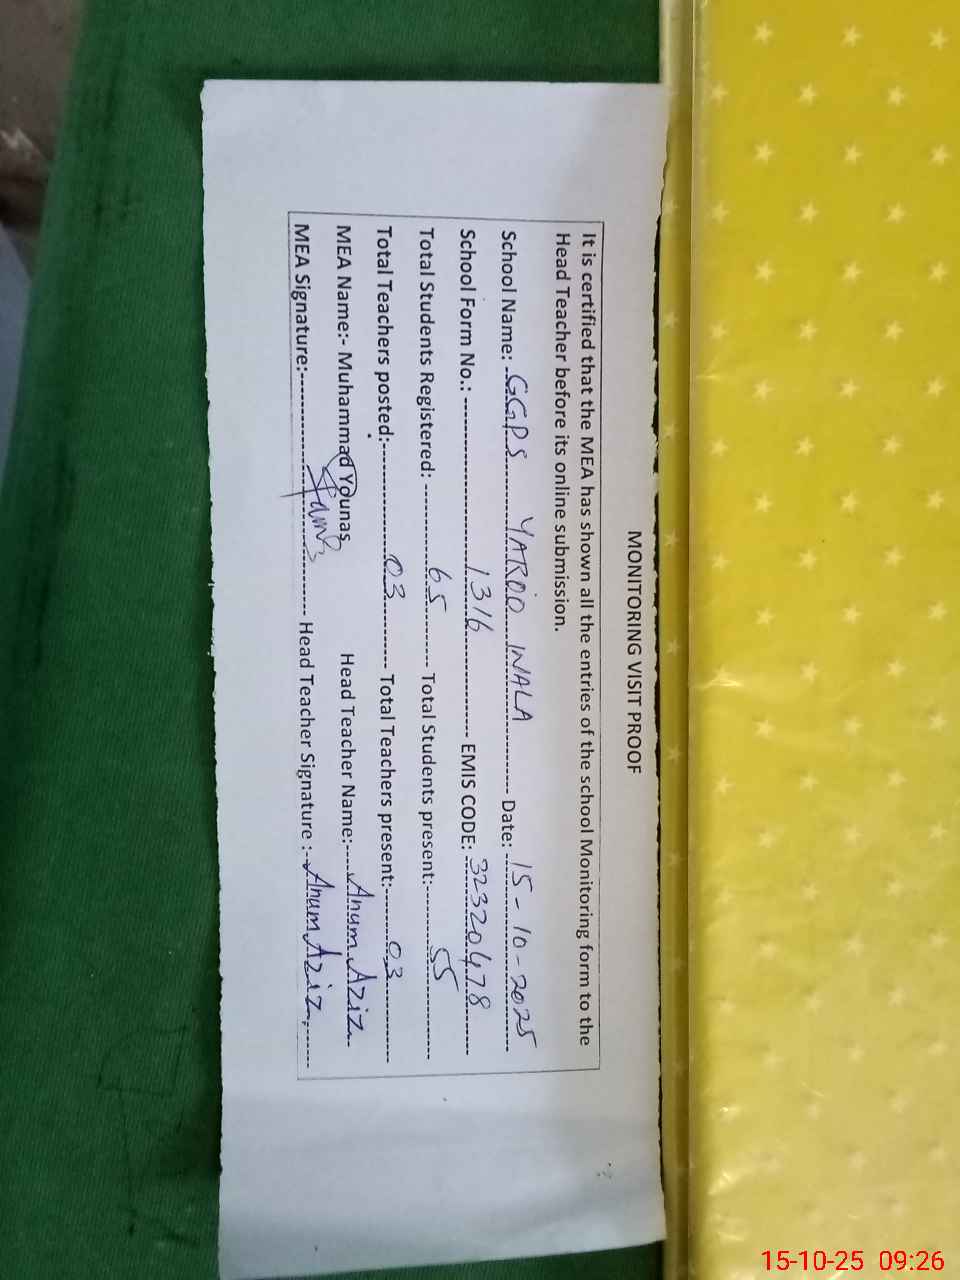 MONITORING VISIT PROOF
It is certified that the MEA has shown all the entries of the school Monitoring form to the
Head Teacher before its online submission.
School Name: GGPS YAROO WALA Date: 15-10-2025
School Form No.: 1316 EMIS CODE: 32320478
Total Students Registered: 65 Total Students present: 55
Total Teachers posted: 03 Total Teachers present: 03
MEA Name:- Muhammad Younas Head Teacher Name: Anum Aziz
MEA Signature: Head Teacher Signature : Anum Aziz
15-10-25 09:26